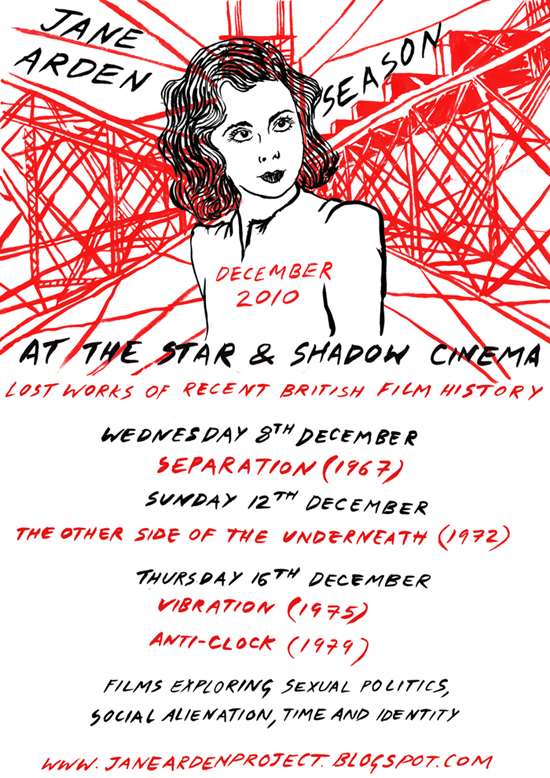 JANE
ARDEN
SEASON
DECEMBER
2010
AT THE STAR & SHADOW CINEMA
LOST WORKS OF RECENT BRITISH FILM HISTORY
WEDNESDAY 8TH DECEMBER
SEPARATION (1967)
SUNDAY 12TH DECEMBER
THE OTHER SIDE OF THE UNDERNEATH (1972)
THURSDAY 16TH DECEMBER
VIBRATION (1975)
ANTI-CLOCK (1979)
FILMS EXPLORING SEXUAL POLITICS,
SOCIAL ALIENATION, TIME AND IDENTITY
WWW.JANEARDENPROJECT.BLOGSPOT.COM